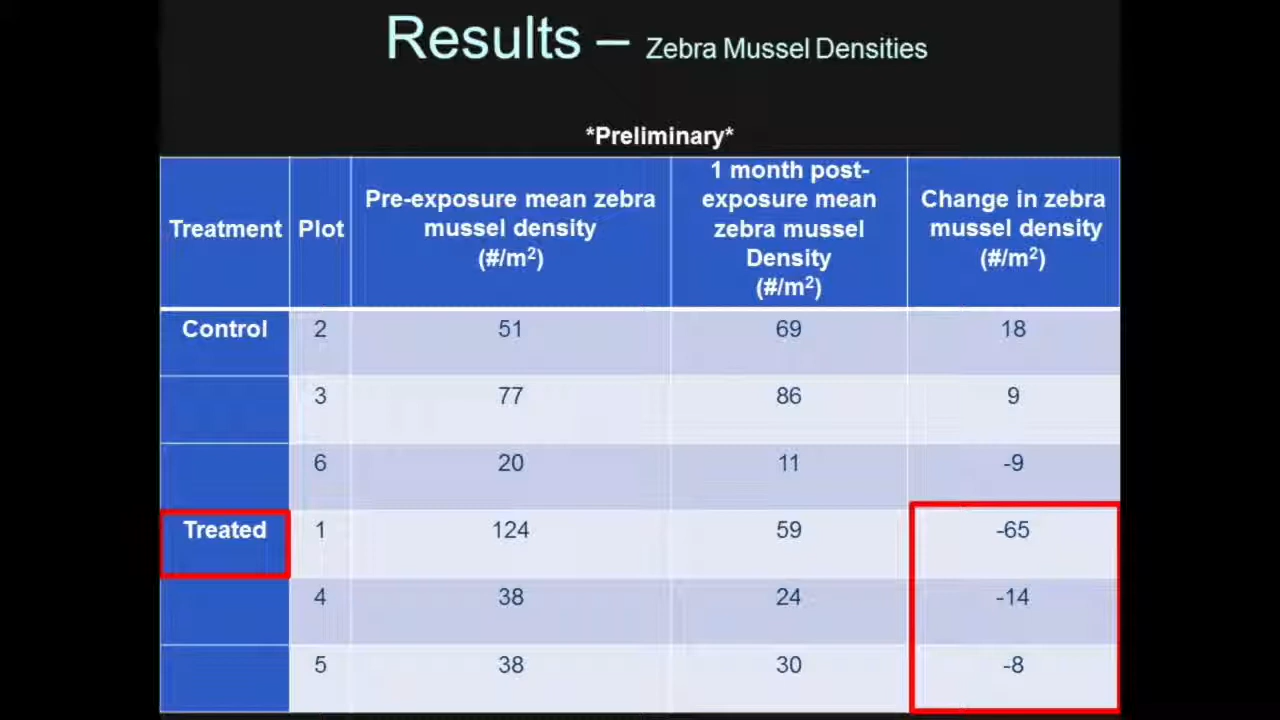 Results – Zebra Mussel Densities
*Preliminary*
Treatment Plot Pre-exposure mean zebra mussel density (#/m²) 1 month post-exposure mean zebra mussel Density (#/m²) Change in zebra mussel density (#/m²)
Control 2 51 69 18
3 77 86 9
6 20 11 -9
Treated 1 124 59 -65
4 38 24 -14
5 38 30 -8